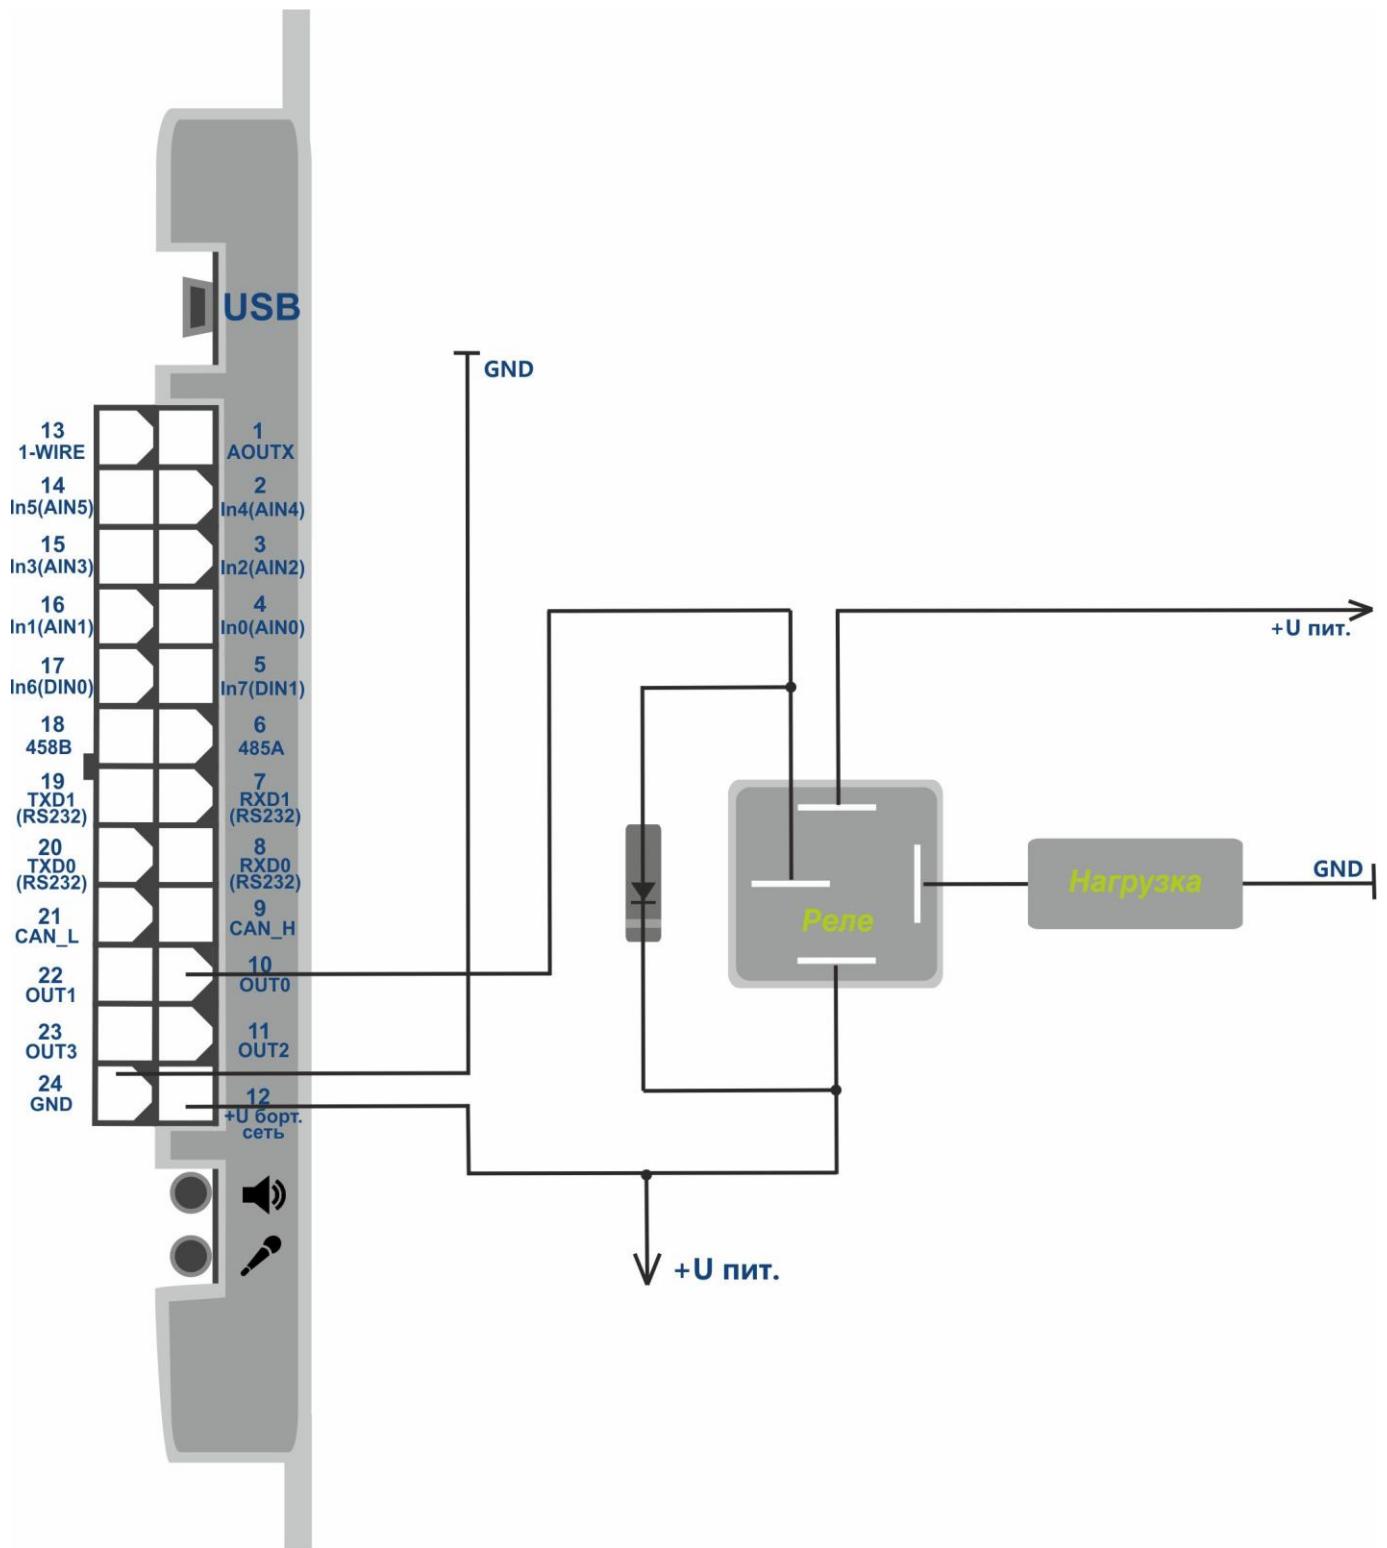 USB
GND
13
1-WIRE
1
AOUTX
14
In5(AIN5)
2
In4(AIN4)
15
In3(AIN3)
3
In2(AIN2)
16
In1(AIN1)
4
In0(AIN0)
+U пит.
17
In6(DIN0)
5
In7(DIN1)
18
458B
6
485A
19
TXD1
(RS232)
7
RXD1
(RS232)
20
TXD0
(RS232)
8
RXD0
(RS232)
Реле
Нагрузка
GND
21
CAN_L
9
CAN_H
22
OUT1
10
OUT0
23
OUT3
11
OUT2
24
GND
12
+U борт.
сеть
+U пит.